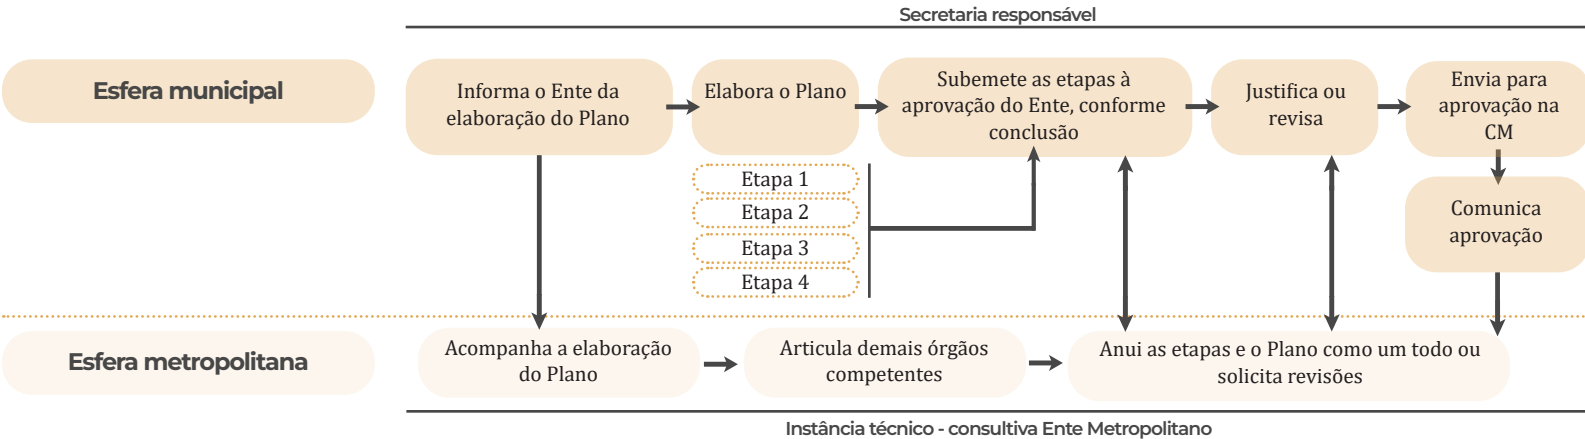 Secretaria responsável
Esfera municipal
Informa o Ente da
elaboração do Plano
Elabora o Plano
Subemete as etapas à
aprovação do Ente, conforme
conclusão
Justifica ou
revisa
Envia para
aprovação na
CM
Etapa 1
Etapa 2
Etapa 3
Etapa 4
Comunica
aprovação
Esfera metropolitana
Acompanha a elaboração
do Plano
Articula demais órgãos
competentes
Anui as etapas e o Plano como um todo ou
solicita revisões
Instância técnico - consultiva Ente Metropolitano